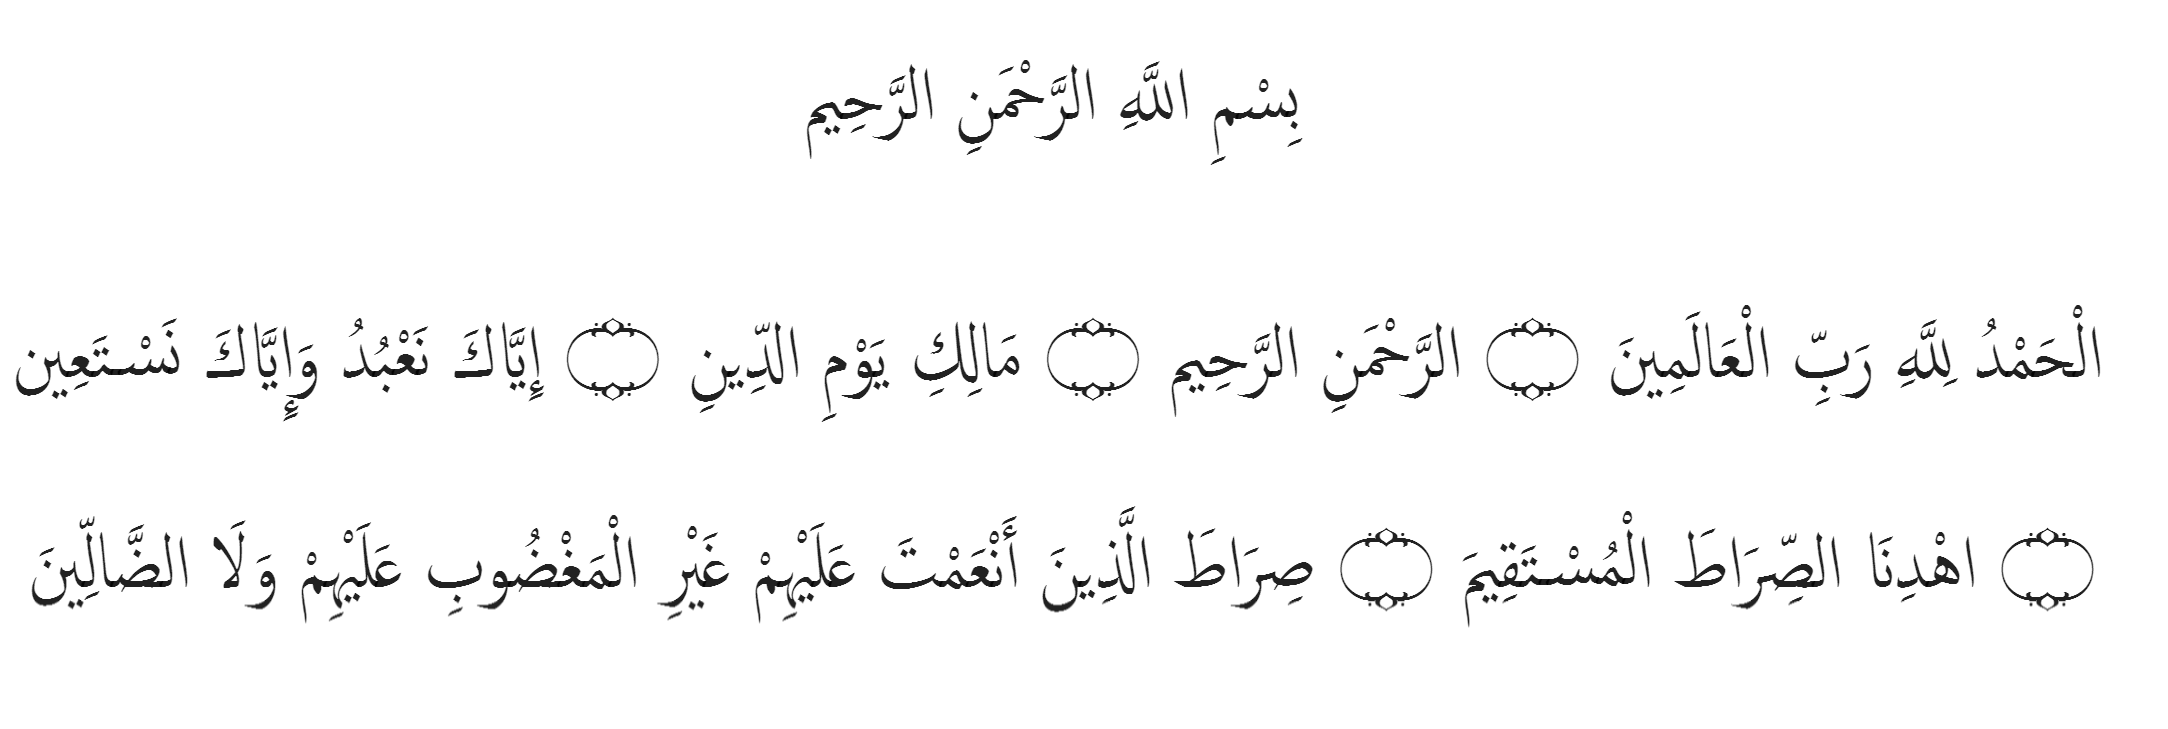 بِسْمِ اللَّهِ الرَّحْمَنِ الرَّحِيم
الْحَمْدُ لِلَّهِ رَبِّ الْعَالَمِينَ ۝ الرَّحْمَنِ الرَّحِيم ۝ مَالِكِ يَوْمِ الدِّينِ ۝ إِيَّاكَ نَعْبُدُ وَإِيَّاكَ نَسْتَعِين
۝ اهْدِنَا الصِّرَاطَ الْمُسْتَقِيمَ ۝ صِرَاطَ الَّذِينَ أَنْعَمْتَ عَلَيْهِمْ غَيْرِ الْمَغْضُوبِ عَلَيْهِمْ وَلَا الضَّالِّينَ